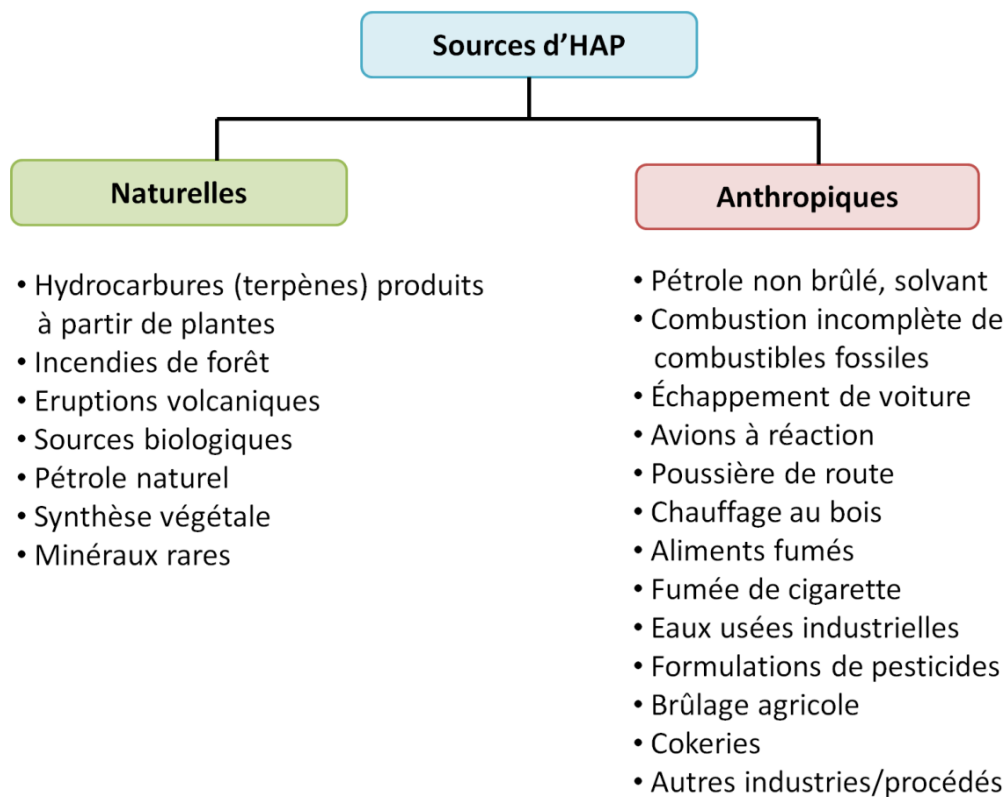 Sources d’HAP
Naturelles
• Hydrocarbures (terpènes) produits
à partir de plantes
• Incendies de forêt
• Eruptions volcaniques
• Sources biologiques
• Pétrole naturel
• Synthèse végétale
• Minéraux rares
Anthropiques
• Pétrole non brûlé, solvant
• Combustion incomplète de
combustibles fossiles
• Échappement de voiture
• Avions à réaction
• Poussière de route
• Chauffage au bois
• Aliments fumés
• Fumée de cigarette
• Eaux usées industrielles
• Formulations de pesticides
• Brûlage agricole
• Cokeries
• Autres industries/procédés